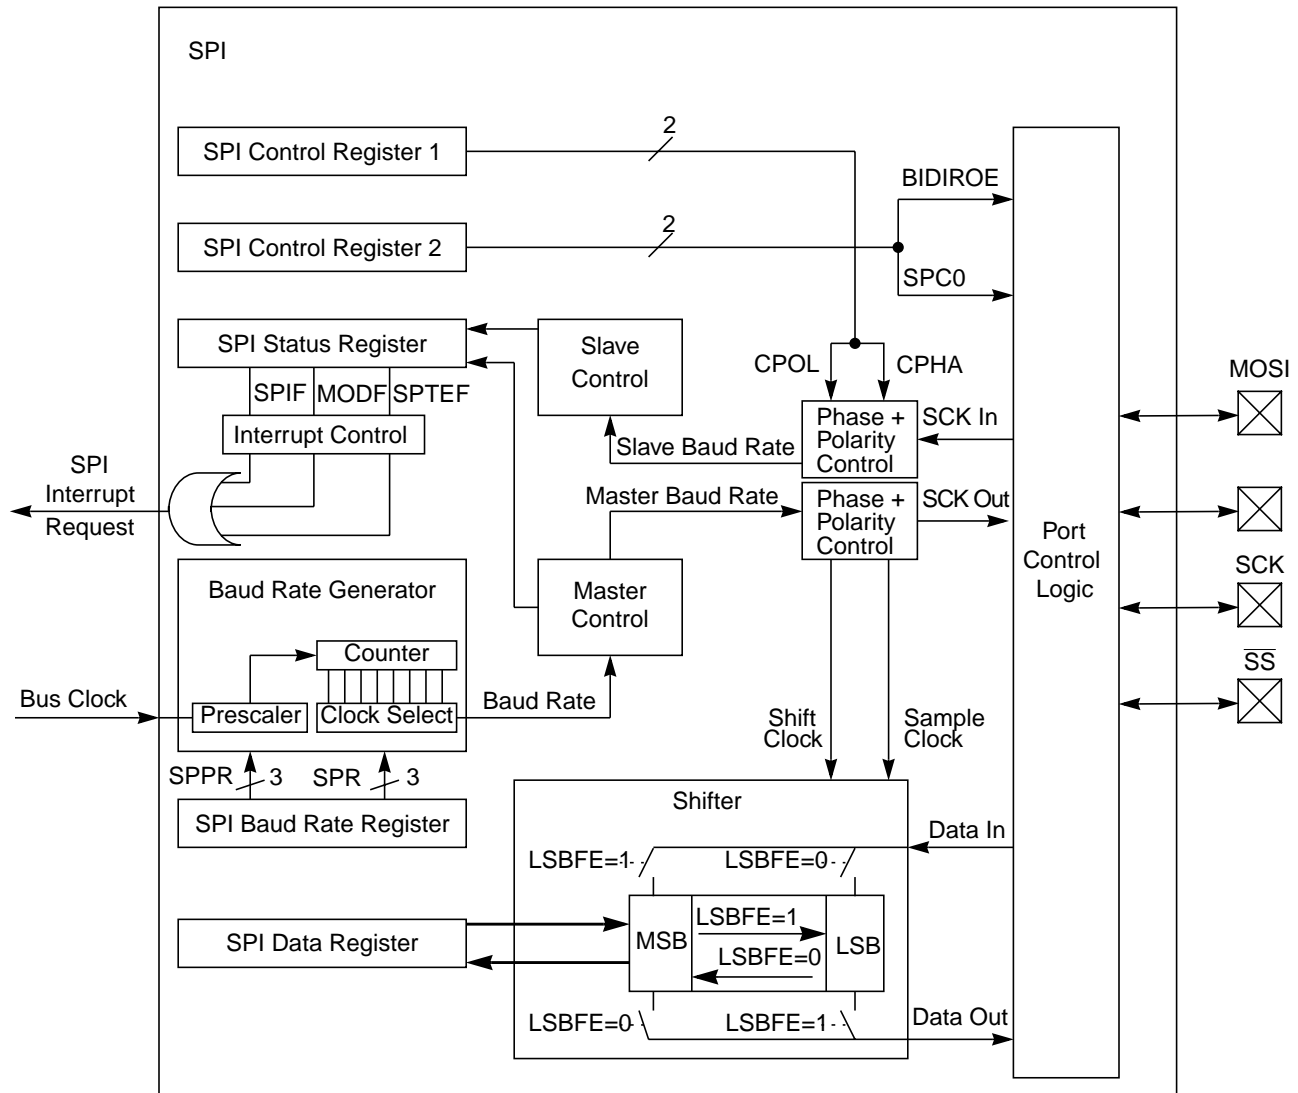 SPI
SPI Control Register 1
2
BIDIROE
SPI Control Register 2
2
SPC0
SPI Status Register
Slave
Control
CPOL
CPHA
MOSI
SPIF
MODF
SPTEF
Interrupt Control
Phase +
Polarity
Control
SCK In
Slave Baud Rate
SPI
Interrupt
Request
Master Baud Rate
Phase +
Polarity
Control
SCK Out
Port
Control
Logic
SCK
Baud Rate Generator
Master
Control
Counter
SS
Bus Clock
Prescaler
Clock Select
Baud Rate
Shift
Clock
Sample
Clock
SPPR
3
SPR
3
SPI Baud Rate Register
Shifter
Data In
LSBFE=1
LSBFE=0
SPI Data Register
MSB
LSBFE=1
LSBFE=0
LSB
LSBFE=0
LSBFE=1
Data Out